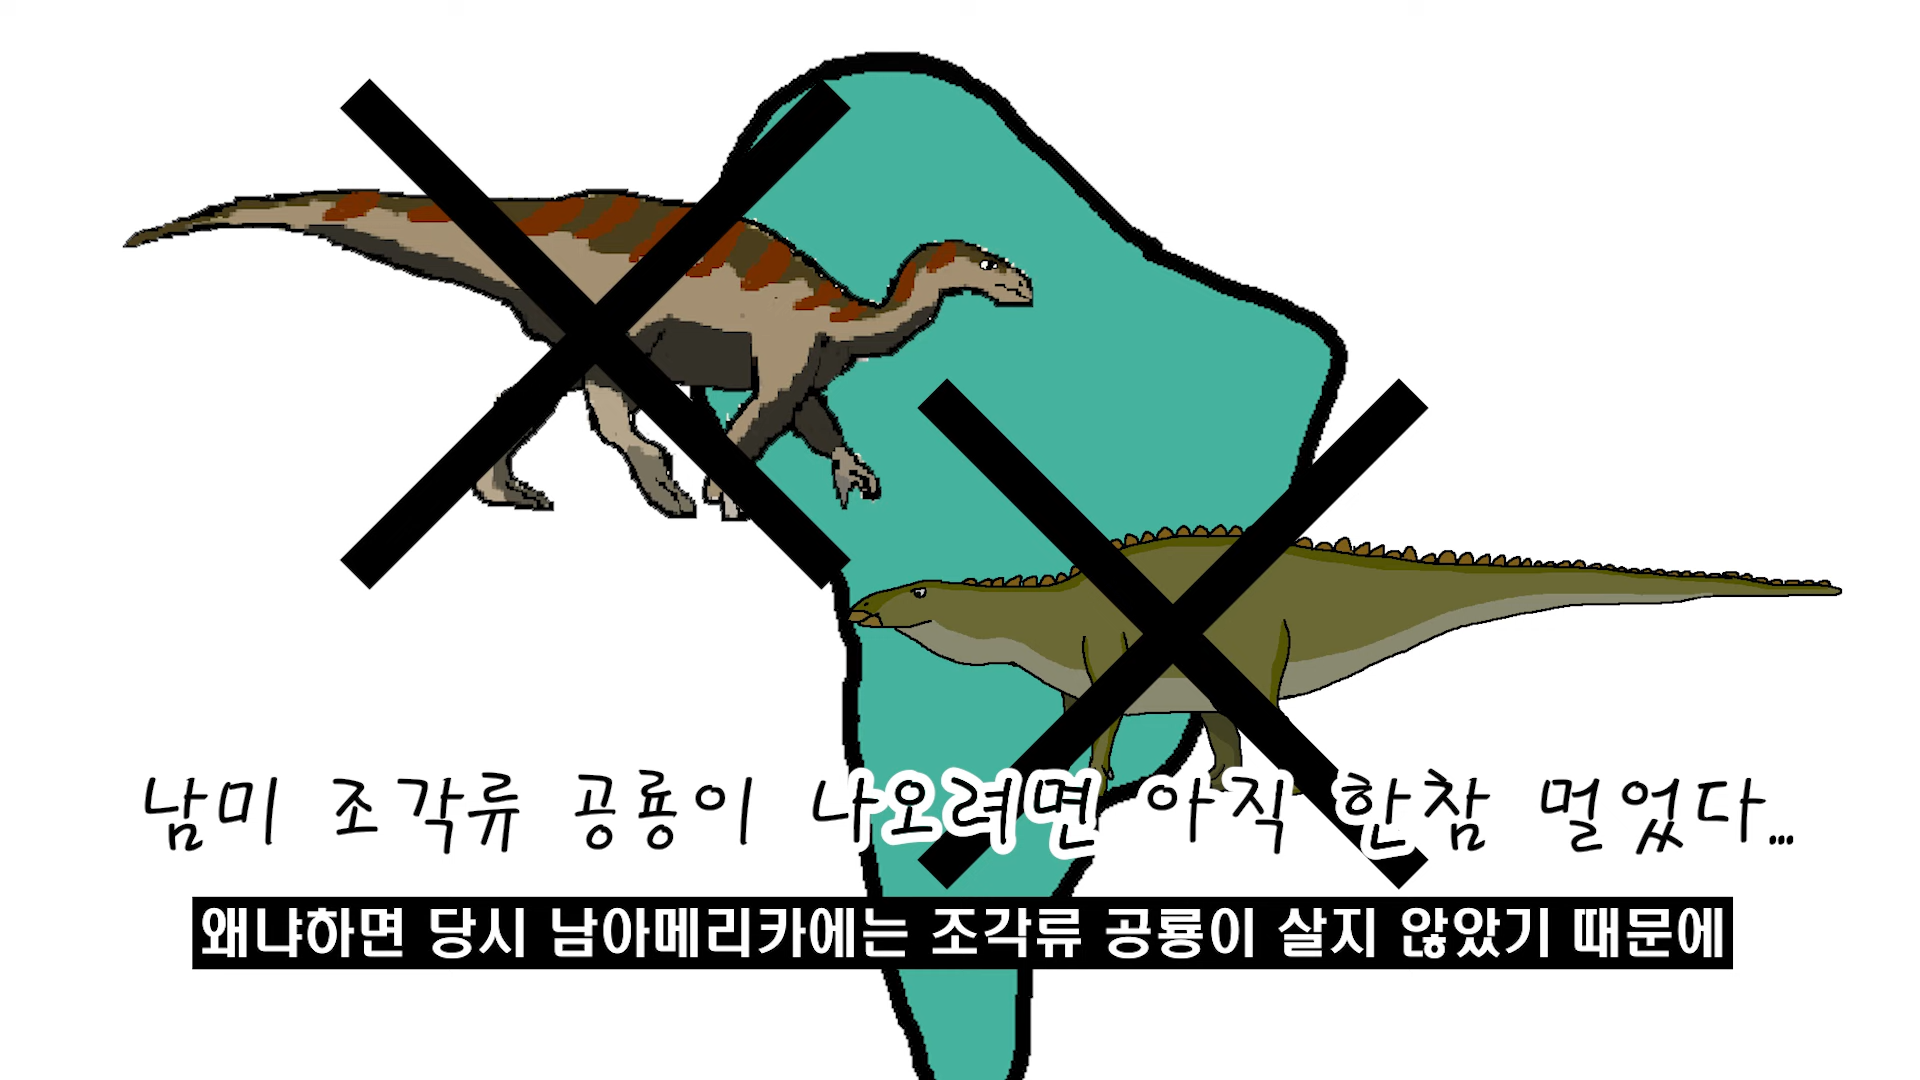 남미 조각류 공룡이 나오려면 아직 한참 멀었다...
왜냐하면 당시 남아메리카에는 조각류 공룡이 살지 않았기 때문에